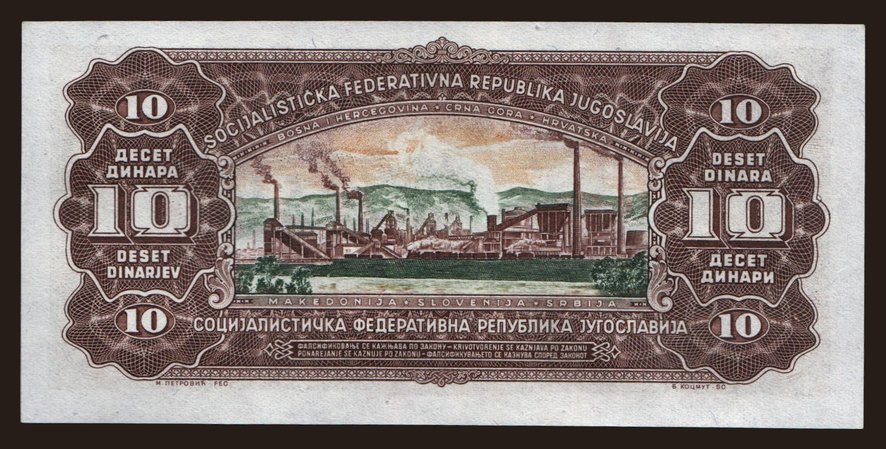 SOCIJALISTIČKA FEDERATIVNA REPUBLIKA JUGOSLAVIJA
BOSNA I HERCEGOVINA · CRNA GORA · HRVATSKA
10
ДЕСЕТ
ДИНАРА
10
DESET
DINARJEV
10
10
DESET
DINARA
10
ДЕСЕТ
ДИНАРИ
10
MAKEDONIJA · SLOVENIJA · SRBIJA
СОЦИЈАЛИСТИЧКА ФЕДЕРАТИВНА РЕПУБЛИКА ЈУГОСЛАВИЈА
ФАЛСИФИКОВАЊЕ СЕ КАЖЊАВА ПО ЗАКОНУ – KRIVOTVORENJE SE KAZNJAVA PO ZAKONU
PONAREJANJE SE KAZNUJE PO ZAKONU – ФАЛСИФИКУВАЊЕТО СЕ КАЗНУВА СПОРЕД ЗАКОНОТ
М. ПЕТРОВИЋ · FEC
Б. КОЦМУТ · SC